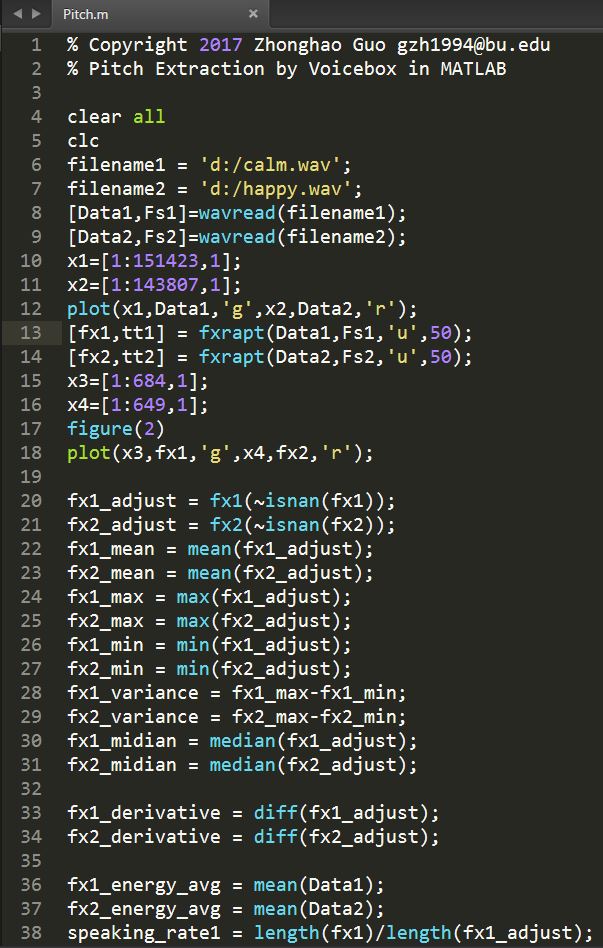 Pitch.m
1 % Copyright 2017 Zhonghao Guo gzh1994@bu.edu
2 % Pitch Extraction by Voicebox in MATLAB
3
4 clear all
5 clc
6 filename1 = 'd:/calm.wav';
7 filename2 = 'd:/happy.wav';
8 [Data1,Fs1]=wavread(filename1);
9 [Data2,Fs2]=wavread(filename2);
10 x1=[1:151423,1];
11 x2=[1:143807,1];
12 plot(x1,Data1,'g',x2,Data2,'r');
13 [fx1,tt1] = fxrapt(Data1,Fs1,'u',50);
14 [fx2,tt2] = fxrapt(Data2,Fs2,'u',50);
15 x3=[1:684,1];
16 x4=[1:649,1];
17 figure(2)
18 plot(x3,fx1,'g',x4,fx2,'r');
19
20 fx1_adjust = fx1(~isnan(fx1));
21 fx2_adjust = fx2(~isnan(fx2));
22 fx1_mean = mean(fx1_adjust);
23 fx2_mean = mean(fx2_adjust);
24 fx1_max = max(fx1_adjust);
25 fx2_max = max(fx2_adjust);
26 fx1_min = min(fx1_adjust);
27 fx2_min = min(fx2_adjust);
28 fx1_variance = fx1_max-fx1_min;
29 fx2_variance = fx2_max-fx2_min;
30 fx1_midian = median(fx1_adjust);
31 fx2_midian = median(fx2_adjust);
32
33 fx1_derivative = diff(fx1_adjust);
34 fx2_derivative = diff(fx2_adjust);
35
36 fx1_energy_avg = mean(Data1);
37 fx2_energy_avg = mean(Data2);
38 speaking_rate1 = length(fx1)/length(fx1_adjust);